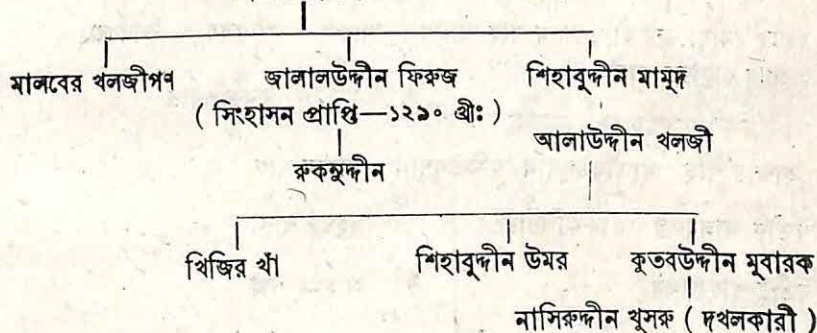 মালবের খলজীগণ জালালউদ্দীন ফিরুজ শিহাবুদ্দীন মামুদ
( সিংহাসন প্রাপ্তি—১২৯০ খ্রীঃ )
আলাউদ্দীন খলজী
রুকনুদ্দীন
খিজির খাঁ শিহাবুদ্দীন উমর কুতবউদ্দীন মুবারক
নাসিরুদ্দীন খুসরু ( দখলকারী )